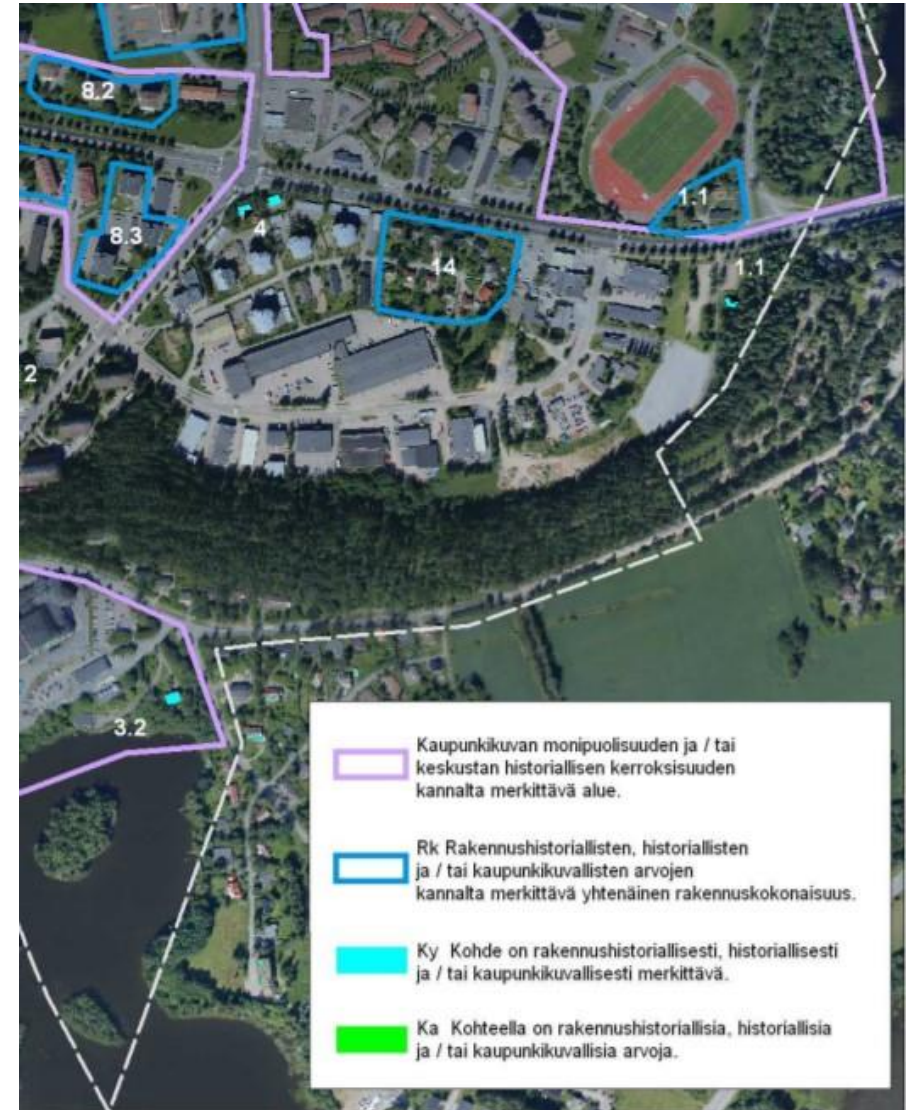 8.2
1.1
8.3
4
14
1.1
2
3.2
Kaupunkikuvan monipuolisuuden ja / tai
keskustan historiallisen kerroksisuuden
kannalta merkittävä alue.
Rk Rakennushistoriallisten, historiallisten
ja / tai kaupunkikuvallisten arvojen
kannalta merkittävä yhtenäinen rakennuskokonaisuus.
Ky Kohde on rakennushistoriallisesti, historiallisesti
ja / tai kaupunkikuvallisesti merkittävä.
Ka Kohteella on rakennushistoriallisia, historiallisia
ja / tai kaupunkikuvallisia arvoja.